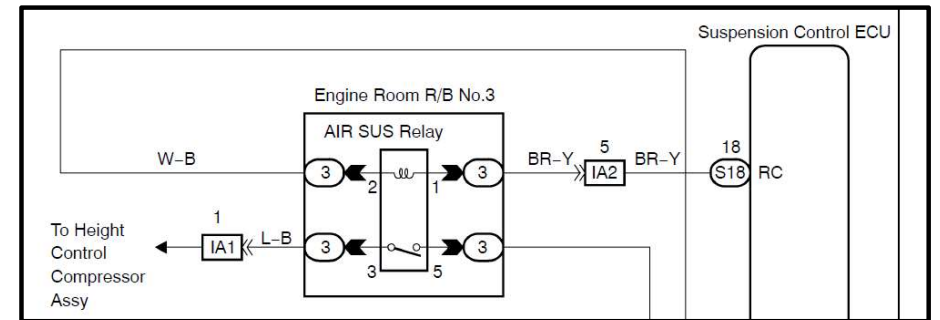 Suspension Control ECU
Engine Room R/B No.3
AIR SUS Relay
W–B
3
2
1
3
BR–Y
5
IA2
BR–Y
18
S18
RC
To Height
Control
Compressor
Assy
1
IA1
L–B
3
3
5
3